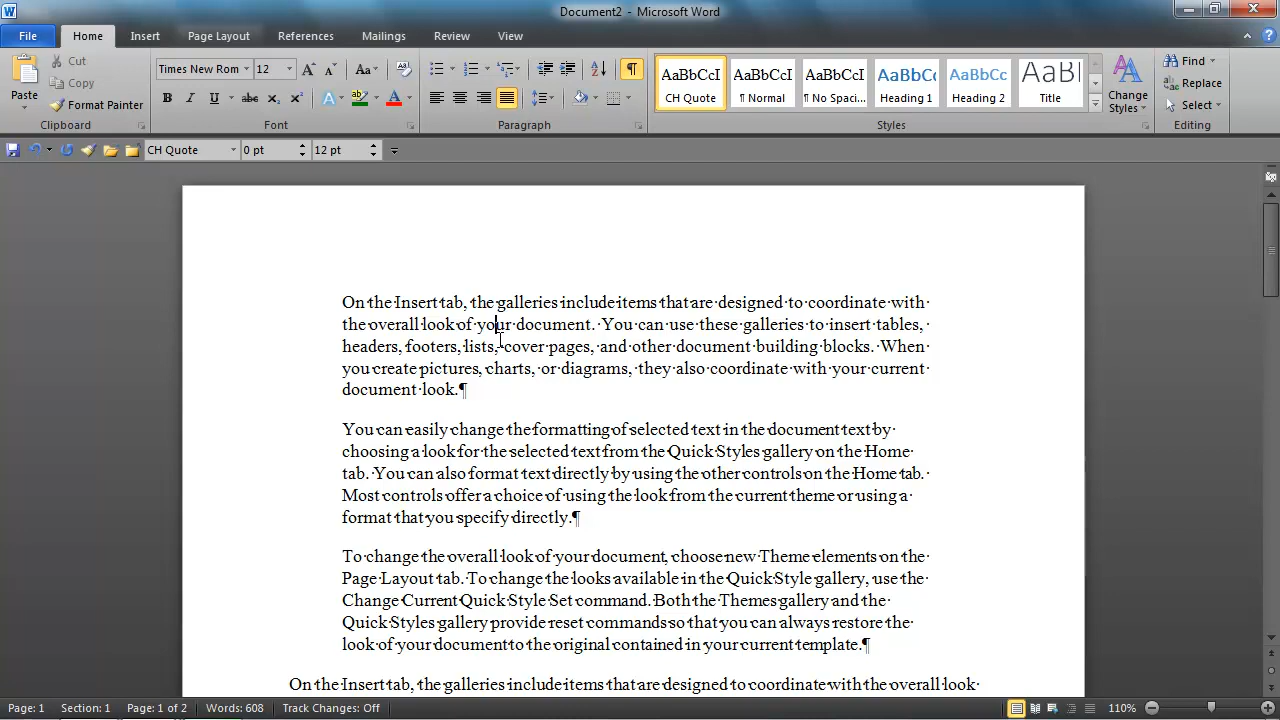 Document2 - Microsoft Word
File Home Insert Page Layout References Mailings Review View
Paste
Cut
Copy
Format Painter
Clipboard
Times New Rom 12
Font
Paragraph
AaBbCcI AaBbCcI AaBbCcI AaBbCc AaBbCc AaBl
CH Quote ¶ Normal ¶ No Spaci... Heading 1 Heading 2 Title
Change Styles
Styles
Find
Replace
Select
Editing
CH Quote 0 pt 12 pt
On the Insert tab, the galleries include items that are designed to coordinate with
the overall look of your document. You can use these galleries to insert tables,
headers, footers, lists, cover pages, and other document building blocks. When
you create pictures, charts, or diagrams, they also coordinate with your current
document look.¶
You can easily change the formatting of selected text in the document text by
choosing a look for the selected text from the Quick Styles gallery on the Home
tab. You can also format text directly by using the other controls on the Home tab.
Most controls offer a choice of using the look from the current theme or using a
format that you specify directly.¶
To change the overall look of your document, choose new Theme elements on the
Page Layout tab. To change the looks available in the Quick Style gallery, use the
Change Current Quick Style Set command. Both the Themes gallery and the
Quick Styles gallery provide reset commands so that you can always restore the
look of your document to the original contained in your current template.¶
On the Insert tab, the galleries include items that are designed to coordinate with the overall look
Page: 1 Section: 1 Page: 1 of 2 Words: 608 Track Changes: Off 110%